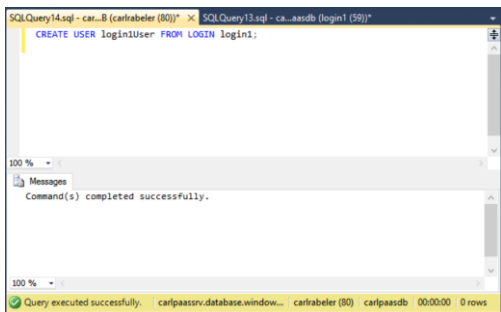 SQLQuery14.sql - car...B (carlrabeler (80))* SQLQuery13.sql - ca...aasdb (login1 (59))*
CREATE USER login1User FROM LOGIN login1;
100 %
Messages
Command(s) completed successfully.
100 %
Query executed successfully. carlpaassrv.database.window... carlrabeler (80) carlpaasdb 00:00:00 0 rows